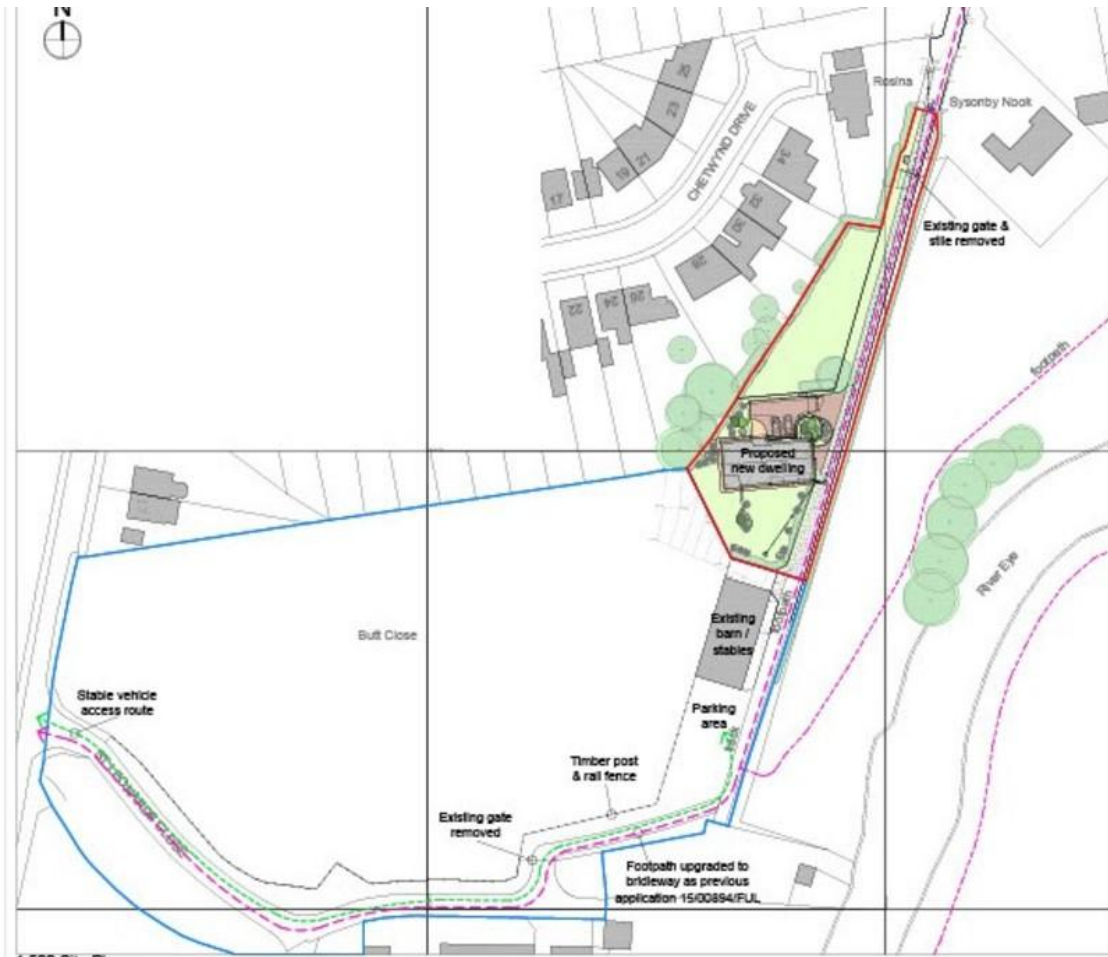 N
25
23
21
19
17
CHETWYND DRIVE
Rosina
Sysonby Nook
34
32
30
28
26
24
22
Existing gate &
stile removed
footpath
Proposed
new dwelling
River Eye
Butt Close
Existing
barn /
stables
Stable vehicle
access route
Parking
area
Track
Timber post
& rail fence
Existing gate
removed
Footpath upgraded to
bridleway as previous
application 15/00894/FUL